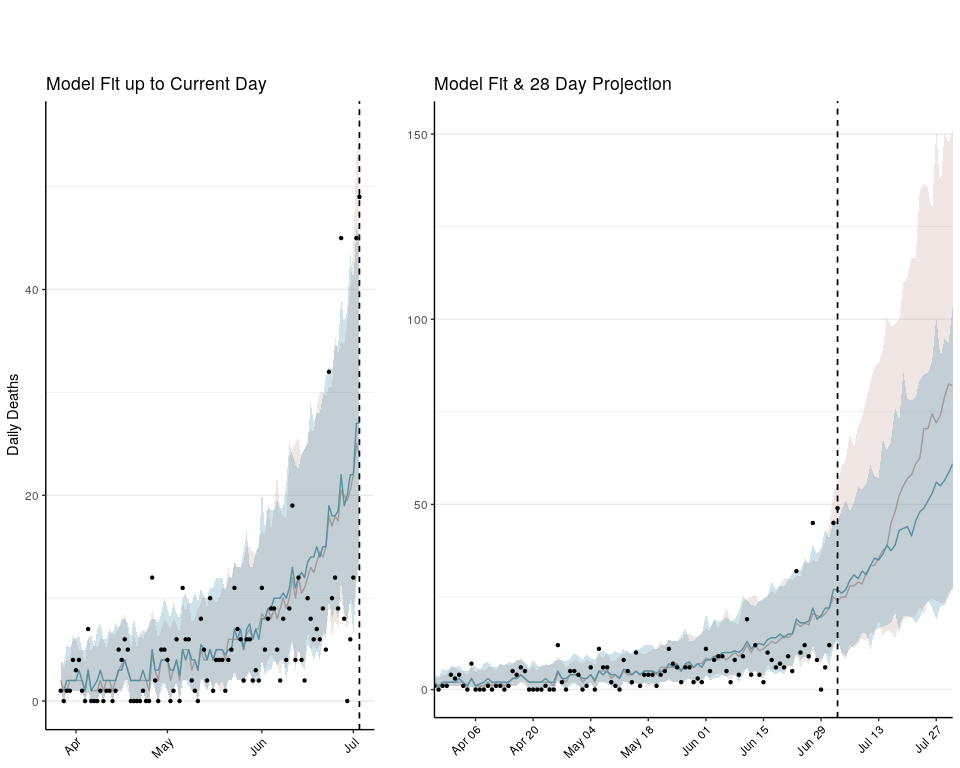 Model Fit up to Current Day
Daily Deaths
40
20
0
Apr
May
Jun
Jul
Model Fit & 28 Day Projection
150
100
50
0
Apr 06
Apr 20
May 04
May 18
Jun 01
Jun 15
Jun 29
Jul 13
Jul 27